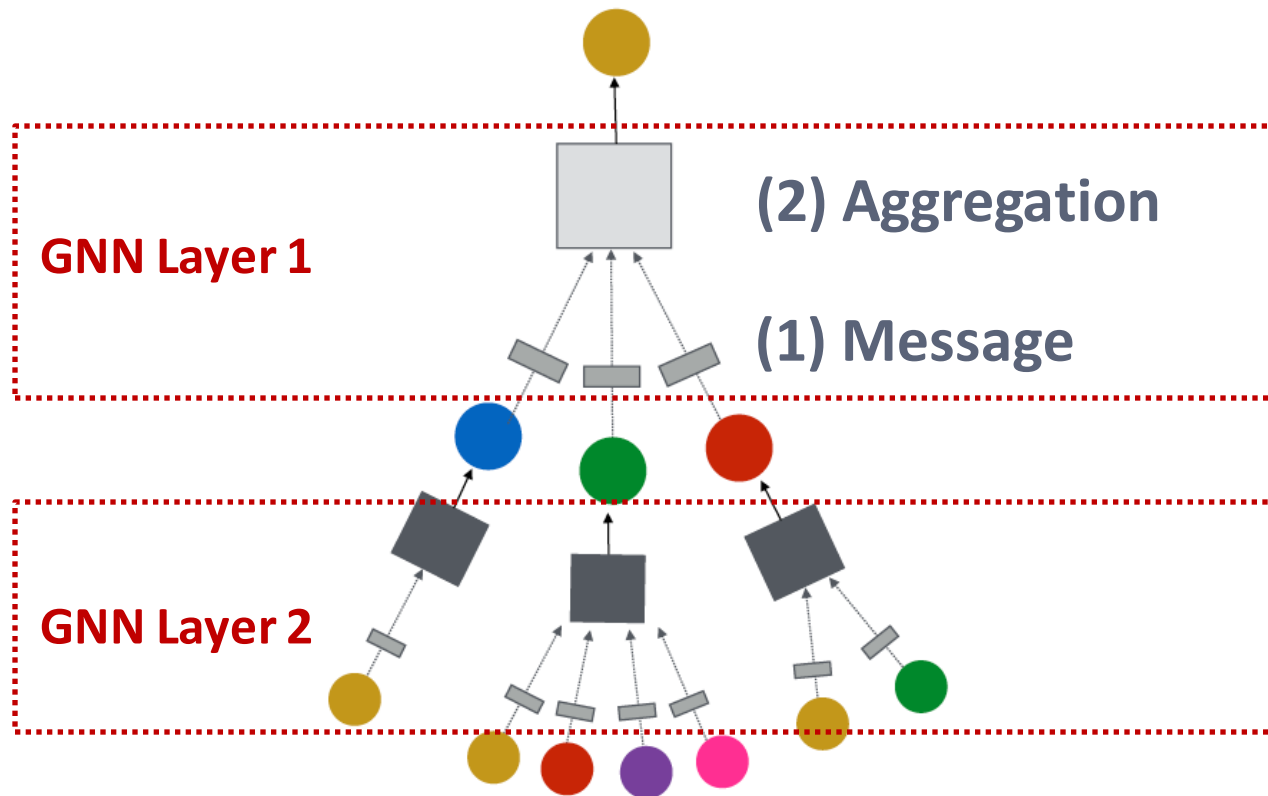 (2) Aggregation
GNN Layer 1
(1) Message
GNN Layer 2